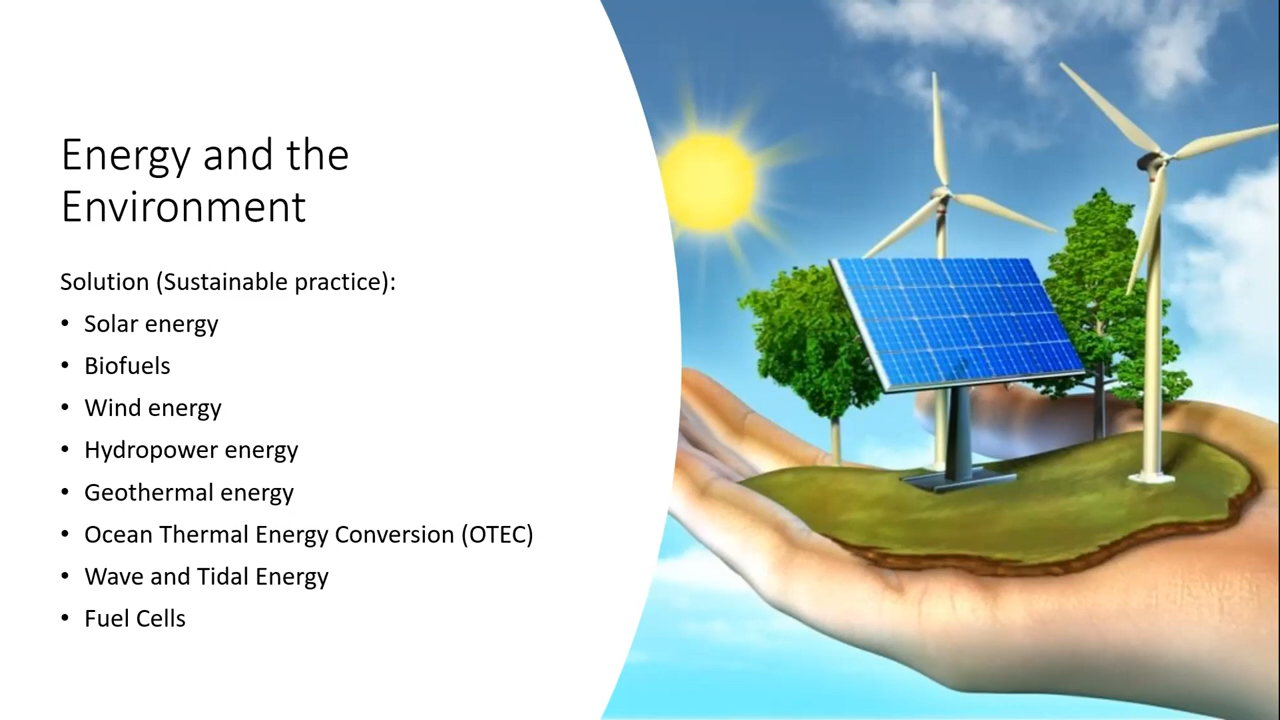 Energy and the
Environment
Solution (Sustainable practice):
• Solar energy
• Biofuels
• Wind energy
• Hydropower energy
• Geothermal energy
• Ocean Thermal Energy Conversion (OTEC)
• Wave and Tidal Energy
• Fuel Cells